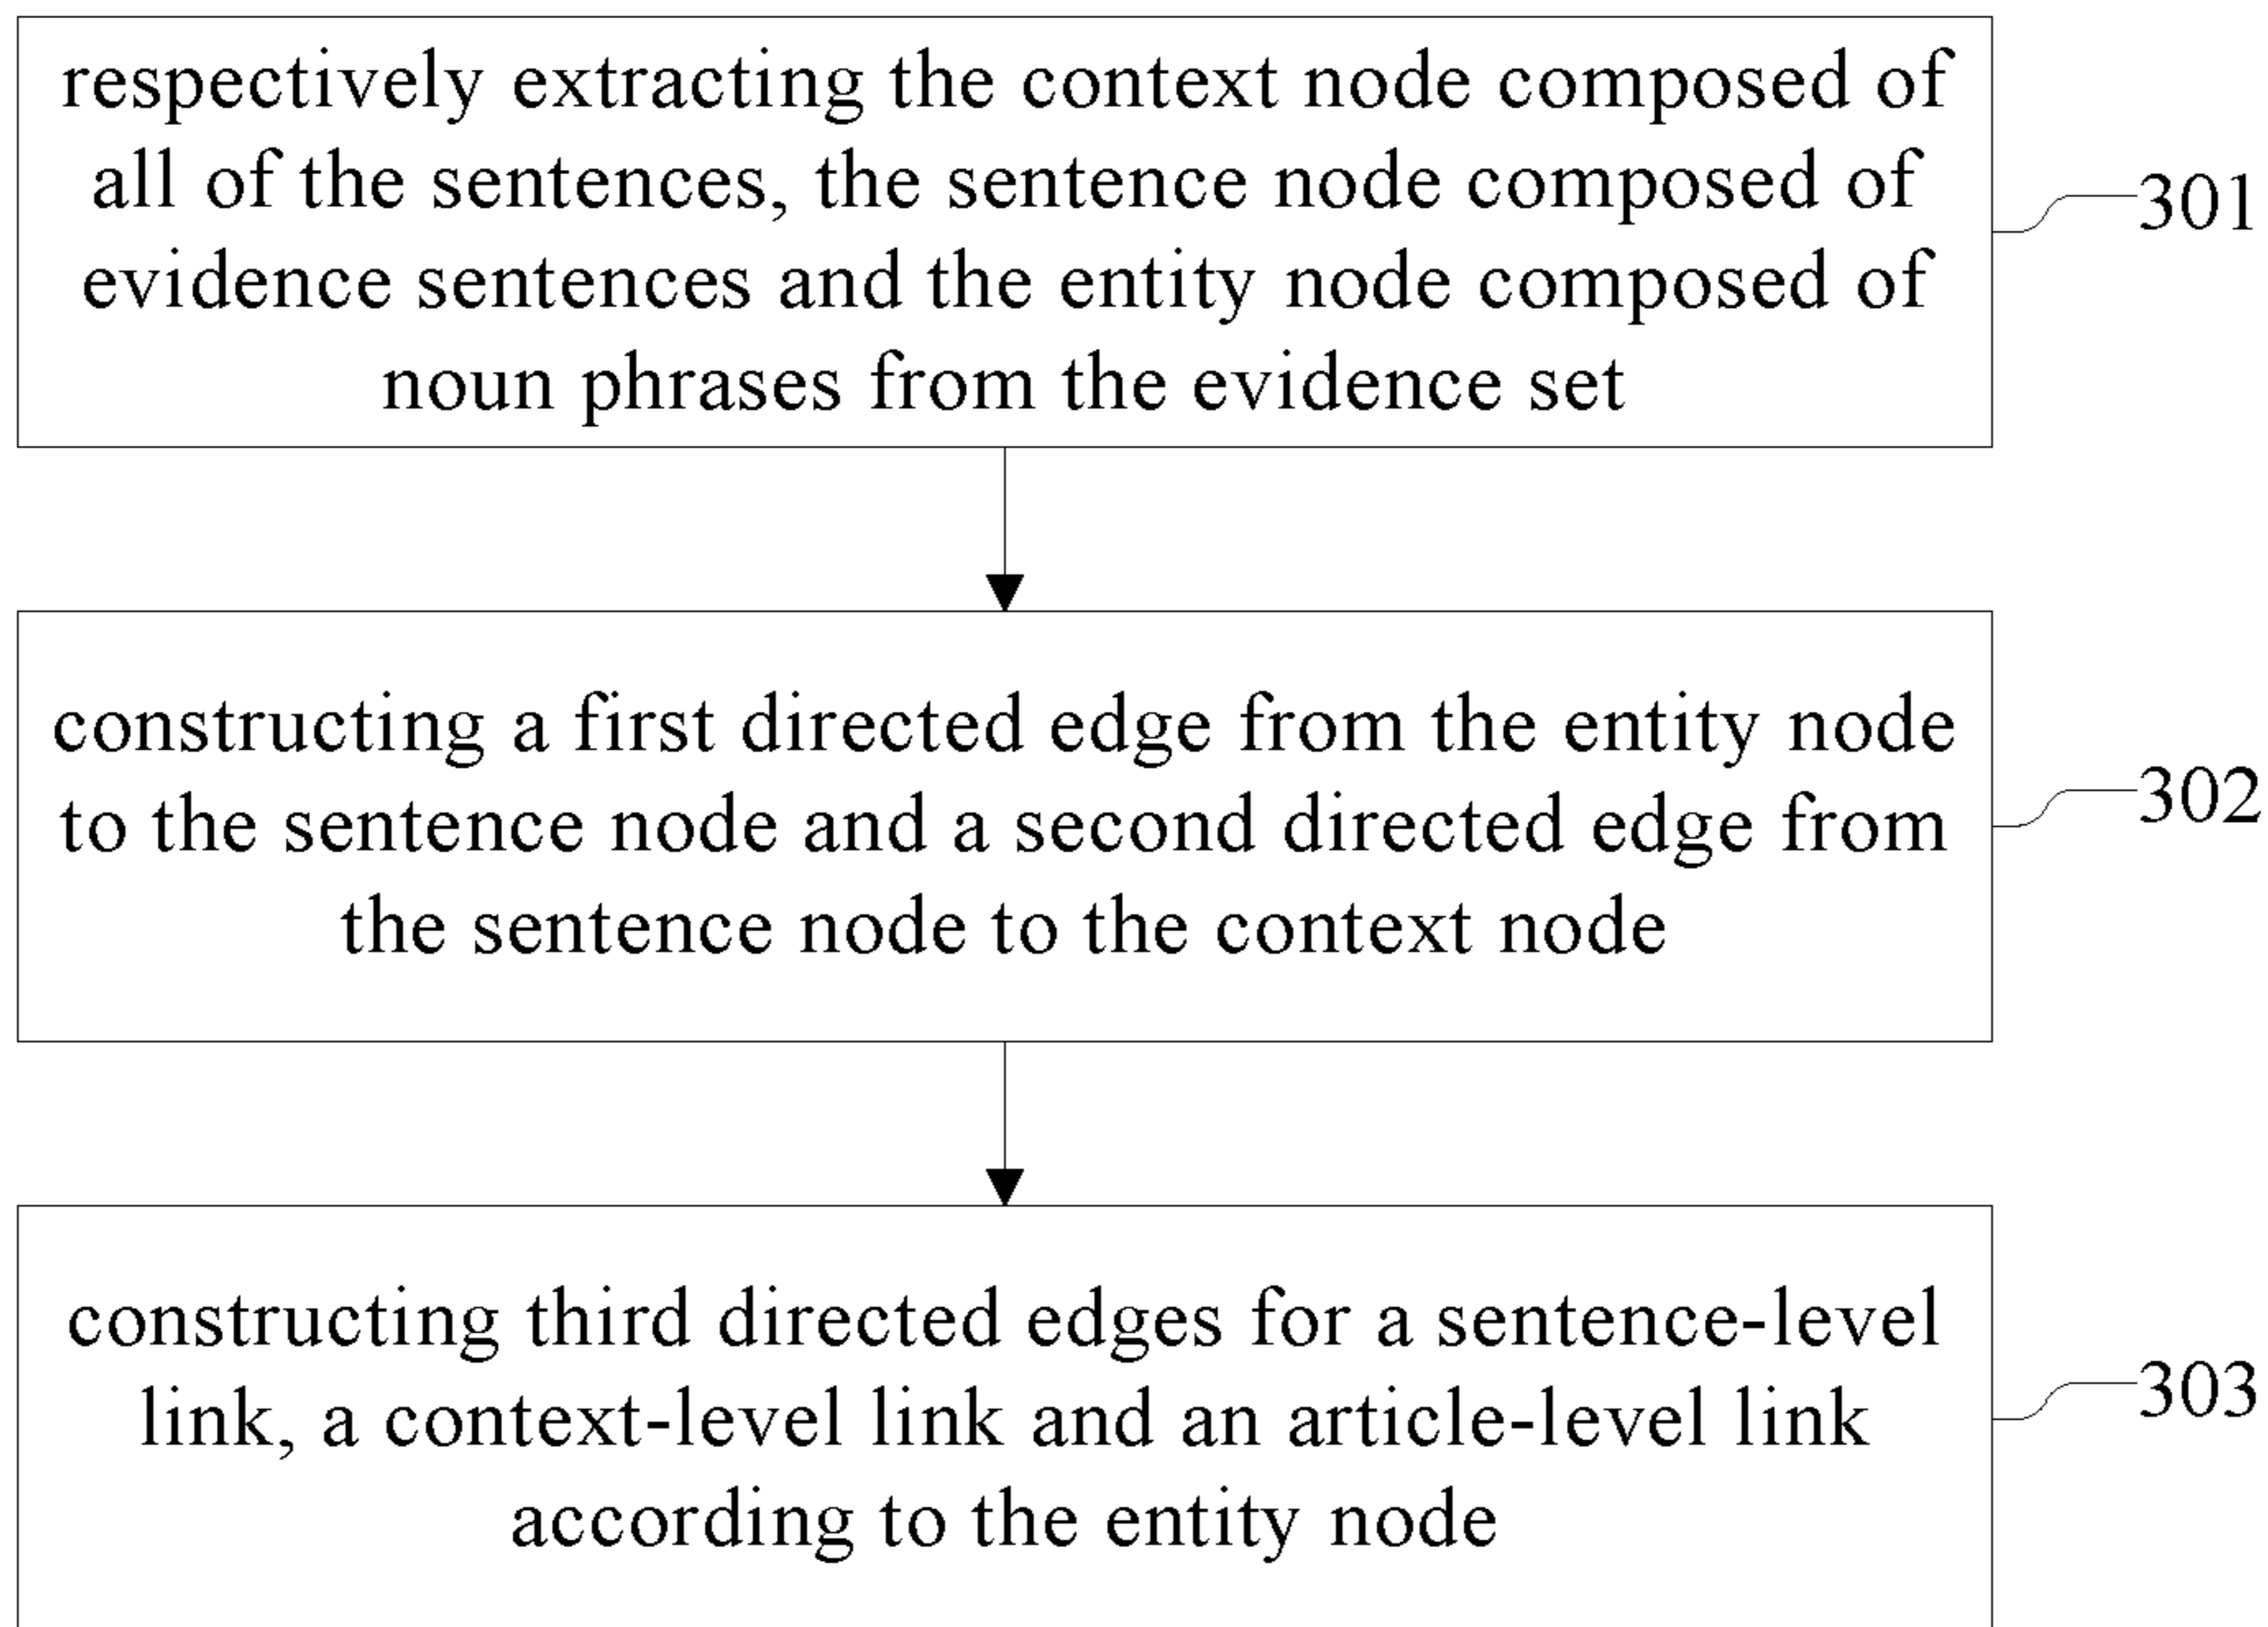 respectively extracting the context node composed of
all of the sentences, the sentence node composed of
evidence sentences and the entity node composed of
noun phrases from the evidence set
301
constructing a first directed edge from the entity node
to the sentence node and a second directed edge from
the sentence node to the context node
302
constructing third directed edges for a sentence-level
link, a context-level link and an article-level link
according to the entity node
303